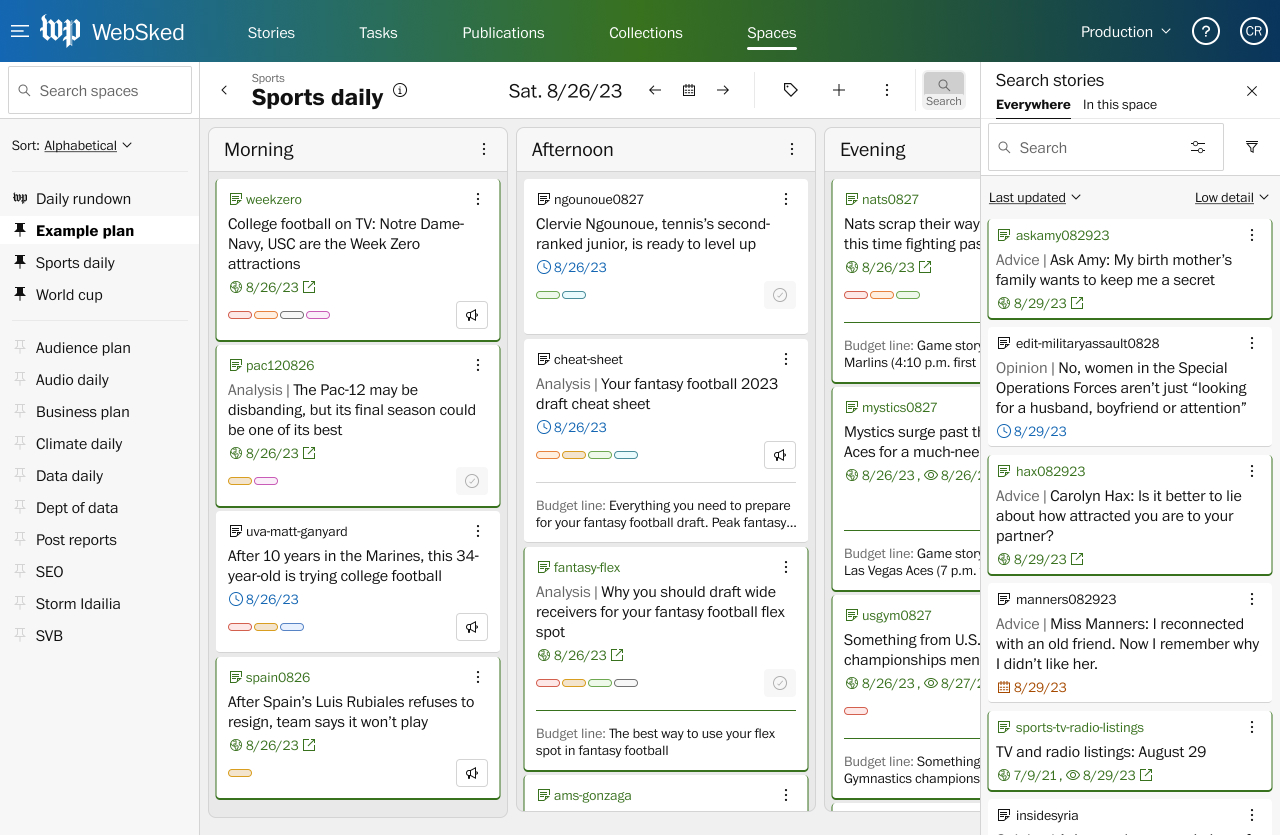 WebSked
Stories
Tasks
Publications
Collections
Spaces
Production
?
CR
Search spaces
Sort: Alphabetical
Daily rundown
Example plan
Sports daily
World cup
Audience plan
Audio daily
Business plan
Climate daily
Data daily
Dept of data
Post reports
SEO
Storm Idailia
SVB
Sports
Sports daily
Sat. 8/26/23
Search
Morning
weekzero
College football on TV: Notre Dame-
Navy, USC are the Week Zero
attractions
8/26/23
pac120826
Analysis | The Pac-12 may be
disbanding, but its final season could
be one of its best
8/26/23
uva-matt-ganyard
After 10 years in the Marines, this 34-
year-old is trying college football
8/26/23
spain0826
After Spain’s Luis Rubiales refuses to
resign, team says it won’t play
8/26/23
Afternoon
ngounoue0827
Clervie Ngounoue, tennis’s second-
ranked junior, is ready to level up
8/26/23
cheat-sheet
Analysis | Your fantasy football 2023
draft cheat sheet
8/26/23
Budget line: Everything you need to prepare
for your fantasy football draft. Peak fantasy...
fantasy-flex
Analysis | Why you should draft wide
receivers for your fantasy football flex
spot
8/26/23
Budget line: The best way to use your flex
spot in fantasy football
ams-gonzaga
Evening
nats0827
Nats scrap their way
this time fighting pas
8/26/23
Budget line: Game story
Marlins (4:10 p.m. first
mystics0827
Mystics surge past th
Aces for a much-nee
8/26/23, 8/26/2
Budget line: Game story
Las Vegas Aces (7 p.m.
usgym0827
Something from U.S.
championships men
8/26/23, 8/27/2
Budget line: Something
Gymnastics champions
Search stories
Everywhere
In this space
Search
Last updated
Low detail
askamy082923
Advice | Ask Amy: My birth mother’s
family wants to keep me a secret
8/29/23
edit-militaryassault0828
Opinion | No, women in the Special
Operations Forces aren’t just “looking
for a husband, boyfriend or attention”
8/29/23
hax082923
Advice | Carolyn Hax: Is it better to lie
about how attracted you are to your
partner?
8/29/23
manners082923
Advice | Miss Manners: I reconnected
with an old friend. Now I remember why
I didn’t like her.
8/29/23
sports-tv-radio-listings
TV and radio listings: August 29
7/9/21, 8/29/23
insidesyria